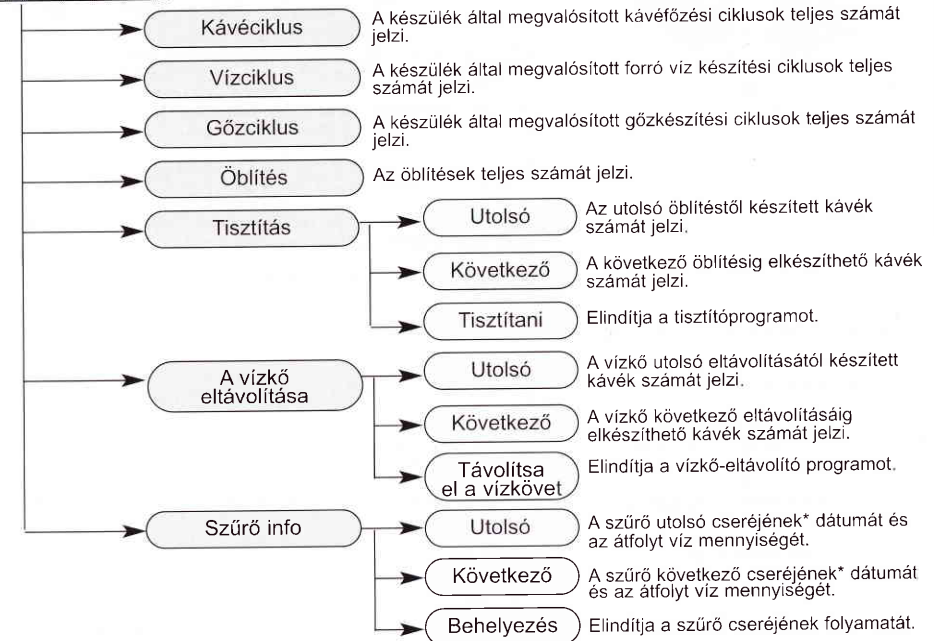 Kávéciklus
A készülék által megvalósított kávéfőzési ciklusok teljes számát
jelzi.
Vízciklus
A készülék által megvalósított forró víz készítési ciklusok teljes
számát jelzi.
Gőzciklus
A készülék által megvalósított gőzkészítési ciklusok teljes számát
jelzi.
Öblítés
Az öblítések teljes számát jelzi.
Tisztítás
Utolsó
Az utolsó öblítéstől készített kávék
számát jelzi.
Következő
A következő öblítésig elkészíthető kávék
számát jelzi.
Tisztítani
Elindítja a tisztítóprogramot.
A vízkő
eltávolítása
Utolsó
A vízkő utolsó eltávolításától készített
kávék számát jelzi.
Következő
A vízkő következő eltávolításáig
elkészíthető kávék számát jelzi.
Távolítsa
el a vízkövet
Elindítja a vízkő-eltávolító programot.
Szűrő info
Utolsó
A szűrő utolsó cseréjének* dátumát és
az átfolyt víz mennyiségét.
Következő
A szűrő következő cseréjének* dátumát
és az átfolyt víz mennyiségét.
Behelyezés
Elindítja a szűrő cseréjének folyamatát.